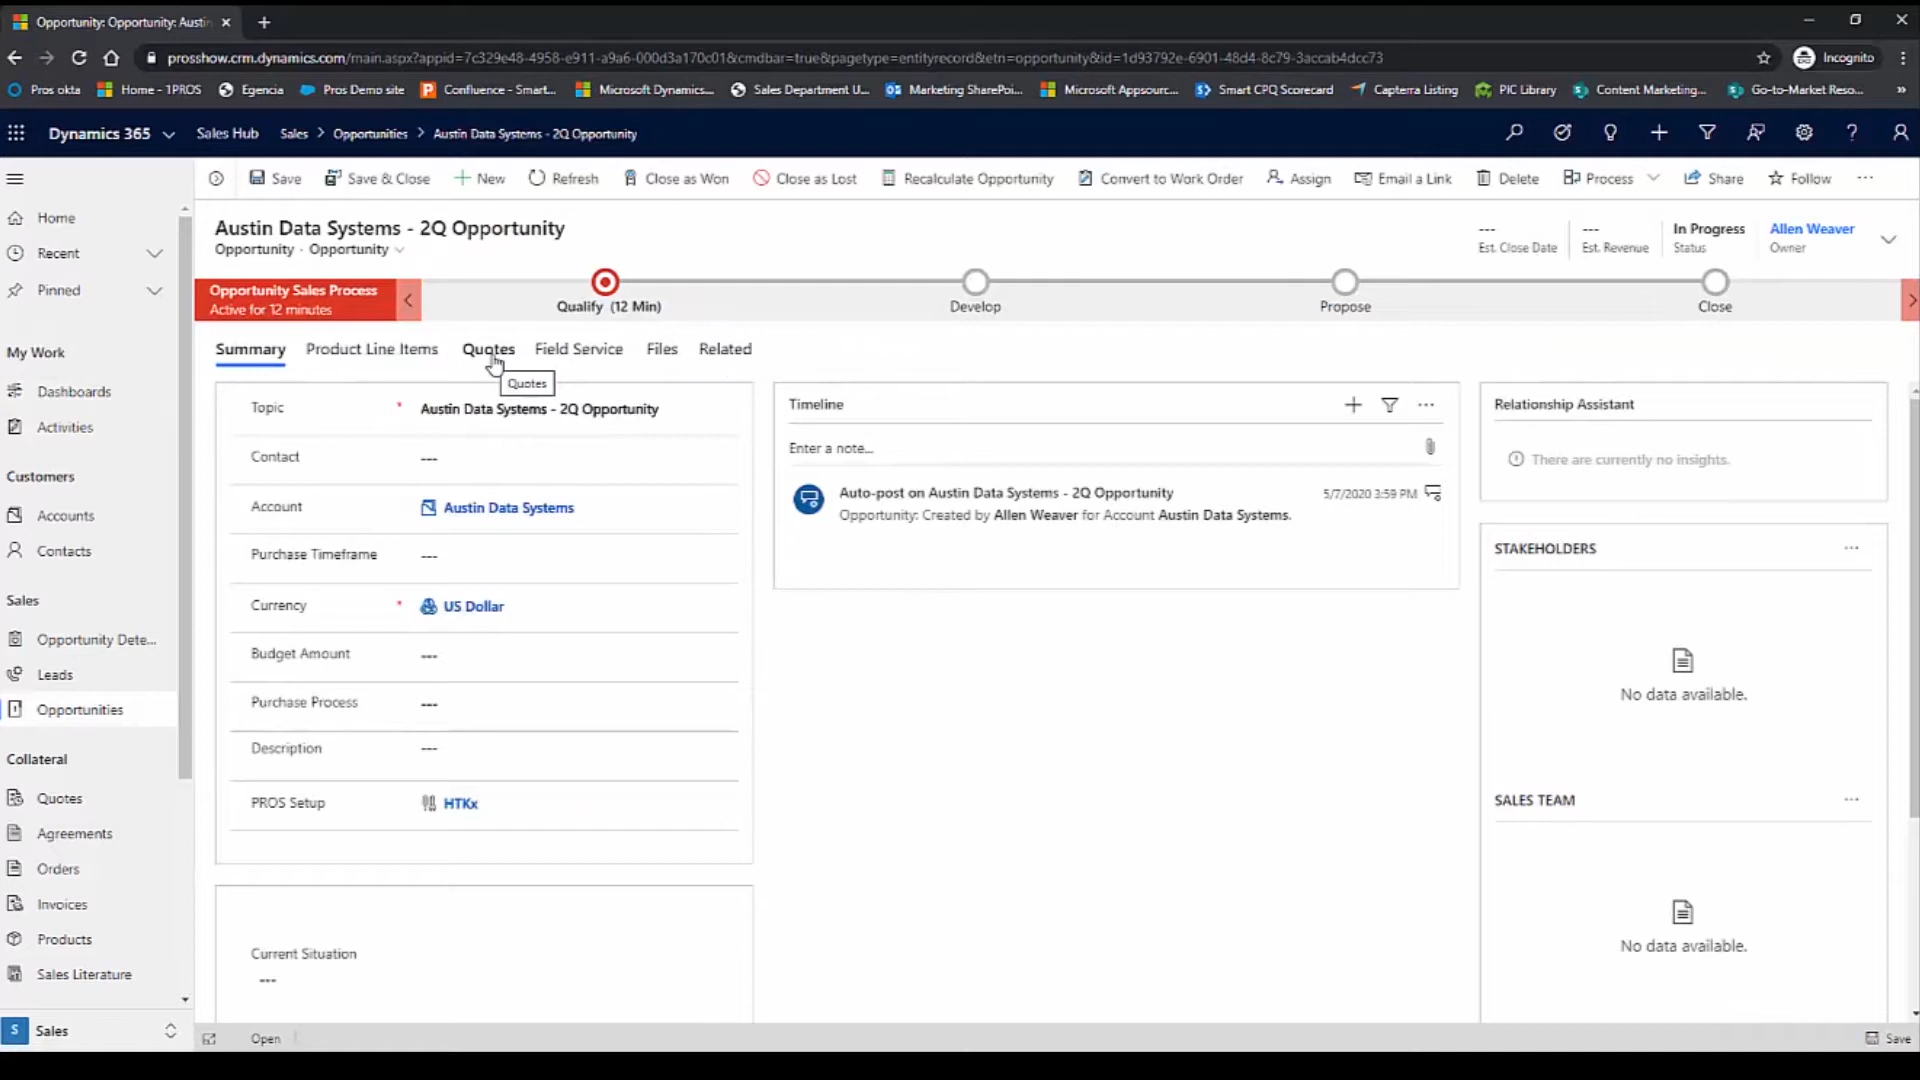 Opportunity: Opportunity: Austin
prosshow.crm.dynamics.com/main.aspx?appid=7c329e48-4958-e911-a9a6-000d3a170c01&cmdbar=true&pagetype=entityrecord&etn=opportunity&id=1d93792e-6901-48d4-8c79-3accab4dcc73
Incognito
Pros okta Home - 1PROS Egencia Pros Demo site Confluence - Smart... Microsoft Dynamics... Sales Department U... Marketing SharePoi... Microsoft Appsourc... Smart CPQ Scorecard Capterra Listing PIC Library Content Marketing... Go-to-Market Reso... »
Dynamics 365 Sales Hub Sales > Opportunities > Austin Data Systems - 2Q Opportunity
Save Save & Close New Refresh Close as Won Close as Lost Recalculate Opportunity Convert to Work Order Assign Email a Link Delete Process Share Follow ...
Home
Recent
Pinned
My Work
Dashboards
Activities
Customers
Accounts
Contacts
Sales
Opportunity Dete...
Leads
Opportunities
Collateral
Quotes
Agreements
Orders
Invoices
Products
Sales Literature
S Sales
Austin Data Systems - 2Q Opportunity
Opportunity · Opportunity
--- --- In Progress Allen Weaver
Est. Close Date Est. Revenue Status Owner
Opportunity Sales Process
Active for 12 minutes
Qualify (12 Min) Develop Propose Close
Summary Product Line Items Quotes Field Service Files Related
Quotes
Topic * Austin Data Systems - 2Q Opportunity
Contact ---
Account Austin Data Systems
Purchase Timeframe ---
Currency * US Dollar
Budget Amount ---
Purchase Process ---
Description ---
PROS Setup HTKx
Current Situation
---
Timeline
Enter a note...
Auto-post on Austin Data Systems - 2Q Opportunity 5/7/2020 3:59 PM
Opportunity: Created by Allen Weaver for Account Austin Data Systems.
Relationship Assistant
There are currently no insights.
STAKEHOLDERS
No data available.
SALES TEAM
No data available.
Open Save